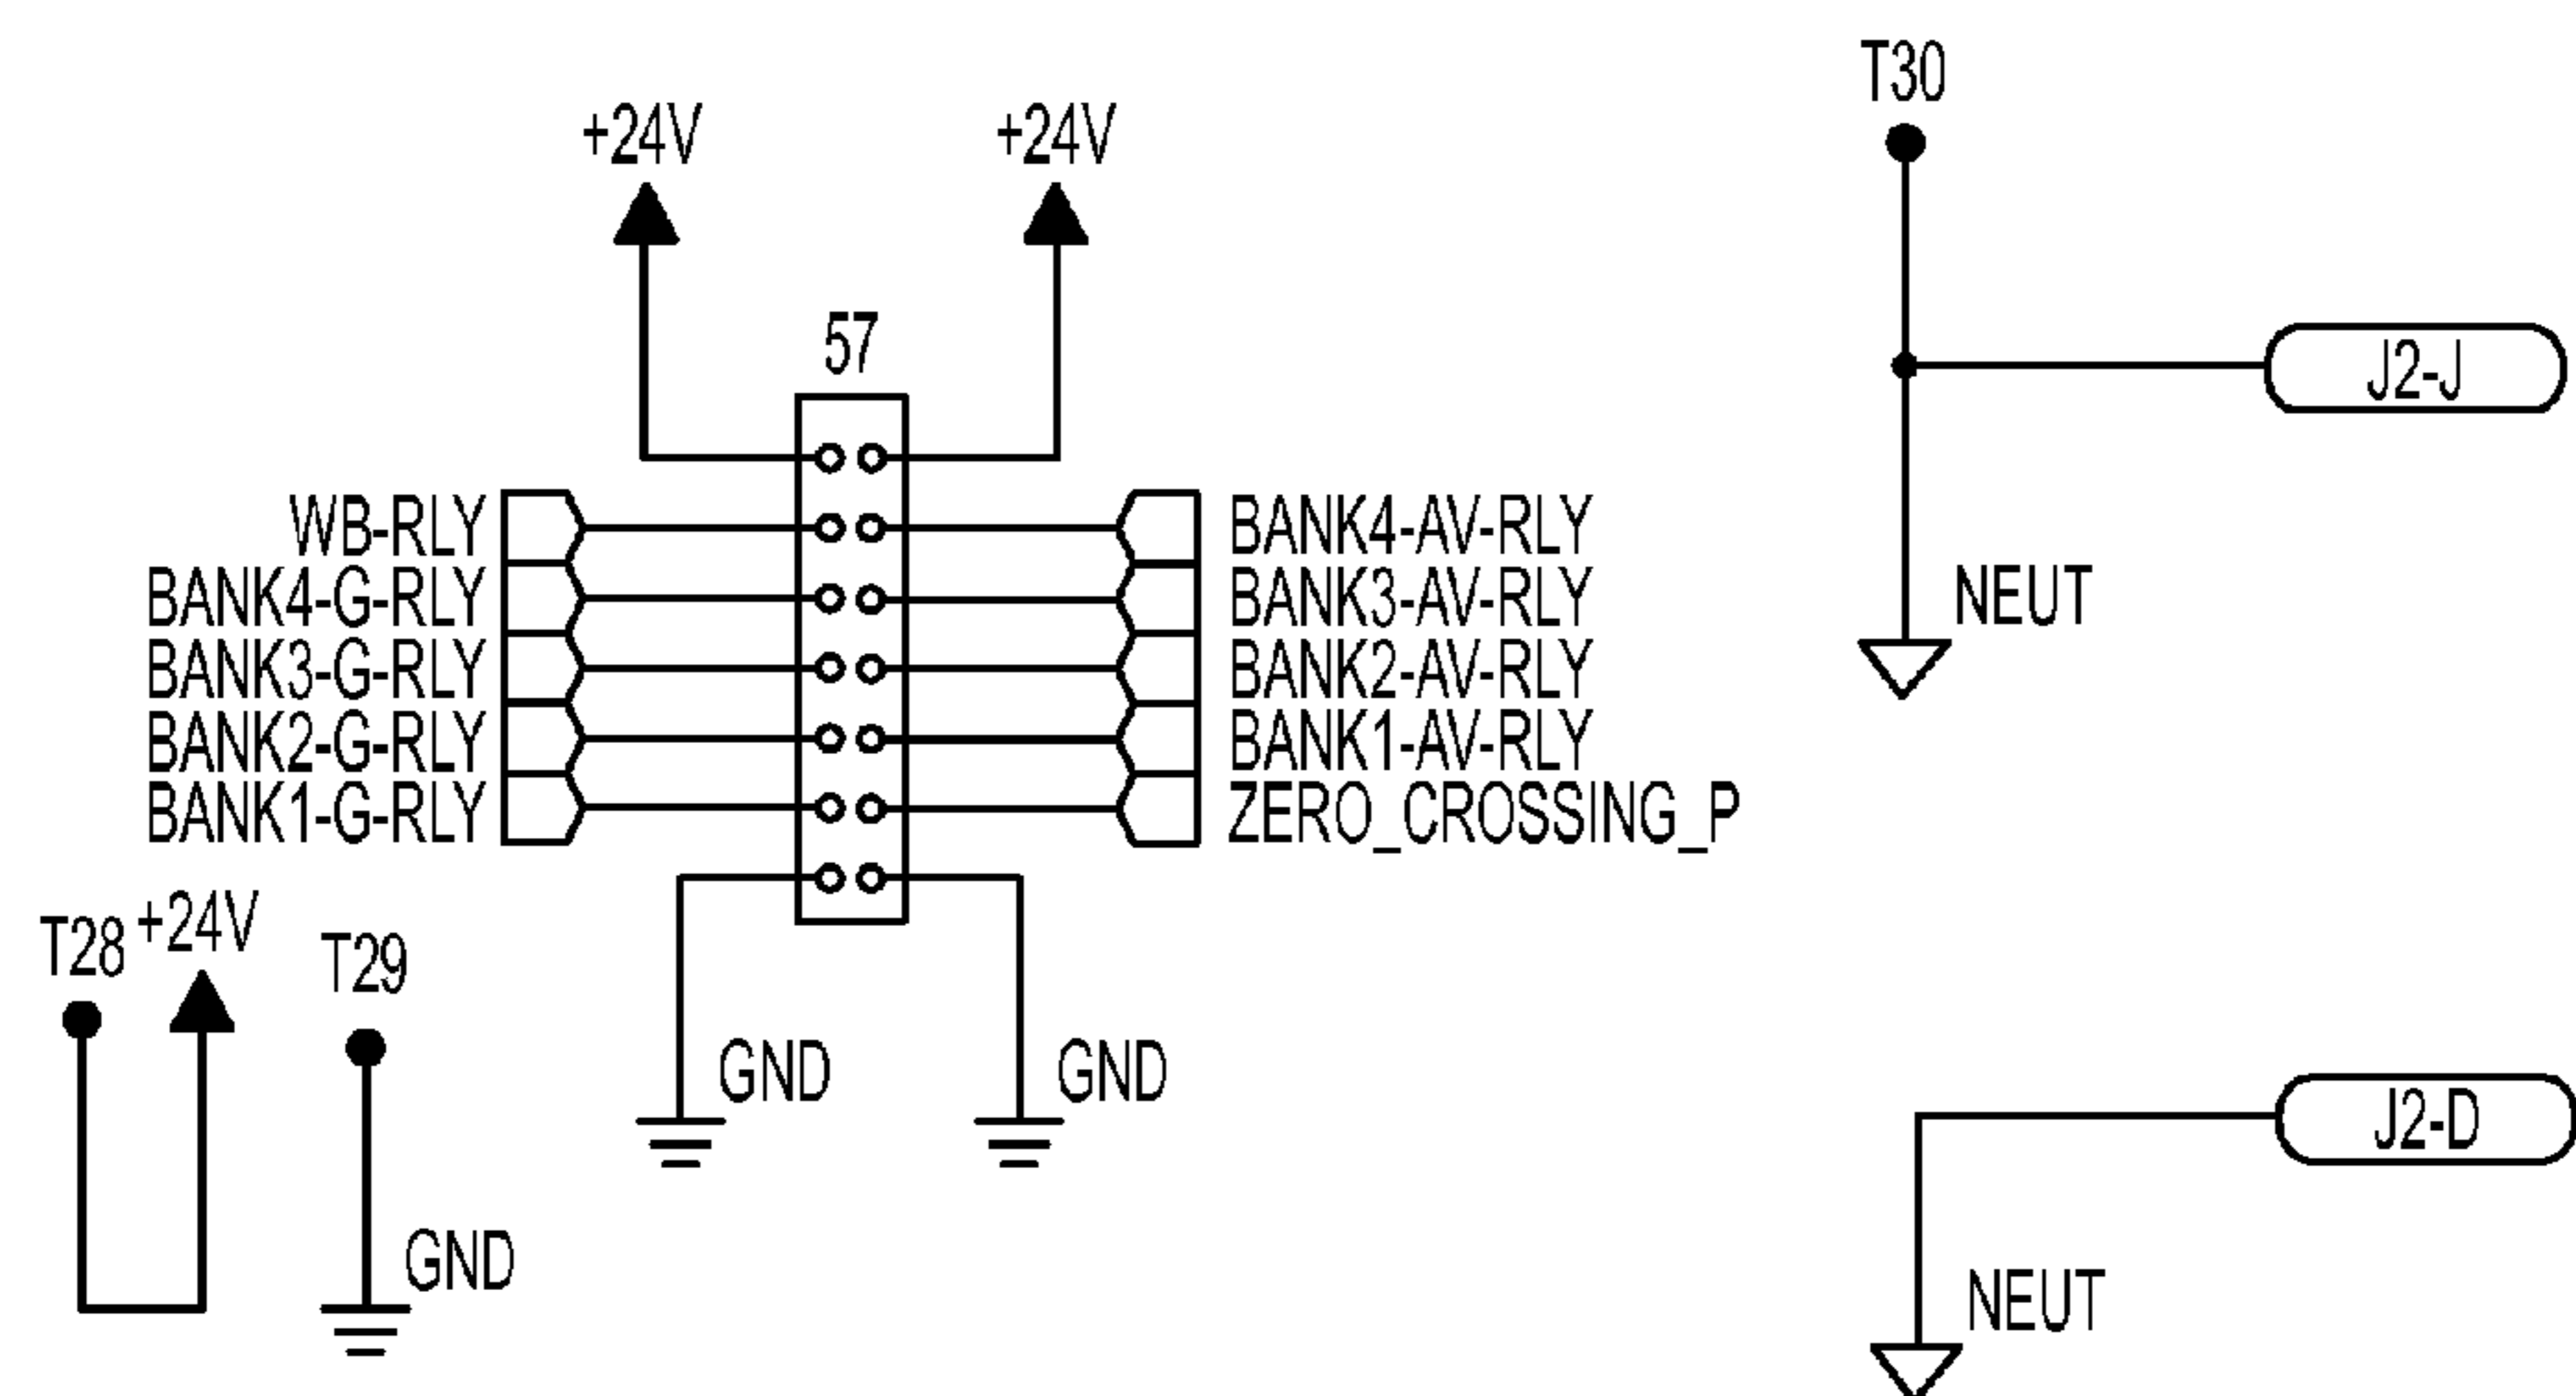 T30
+24V +24V
57
J2-J
WB-RLY BANK4-AV-RLY
BANK4-G-RLY BANK3-AV-RLY
NEUT
BANK3-G-RLY BANK2-AV-RLY
BANK2-G-RLY BANK1-AV-RLY
BANK1-G-RLY ZERO_CROSSING_P
T28 +24V T29
GND GND
J2-D
GND
NEUT